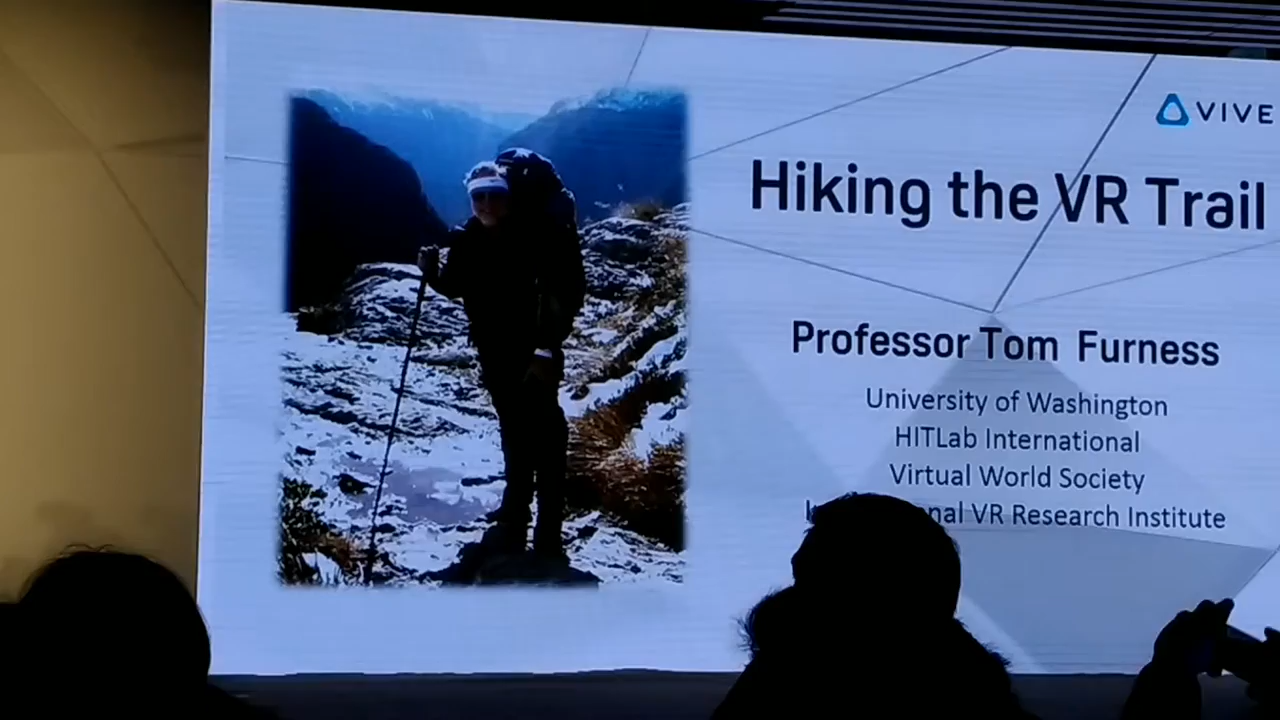 VIVE
Hiking the VR Trail
Professor Tom Furness
University of Washington
HITLab International
Virtual World Society
VR Research Institute